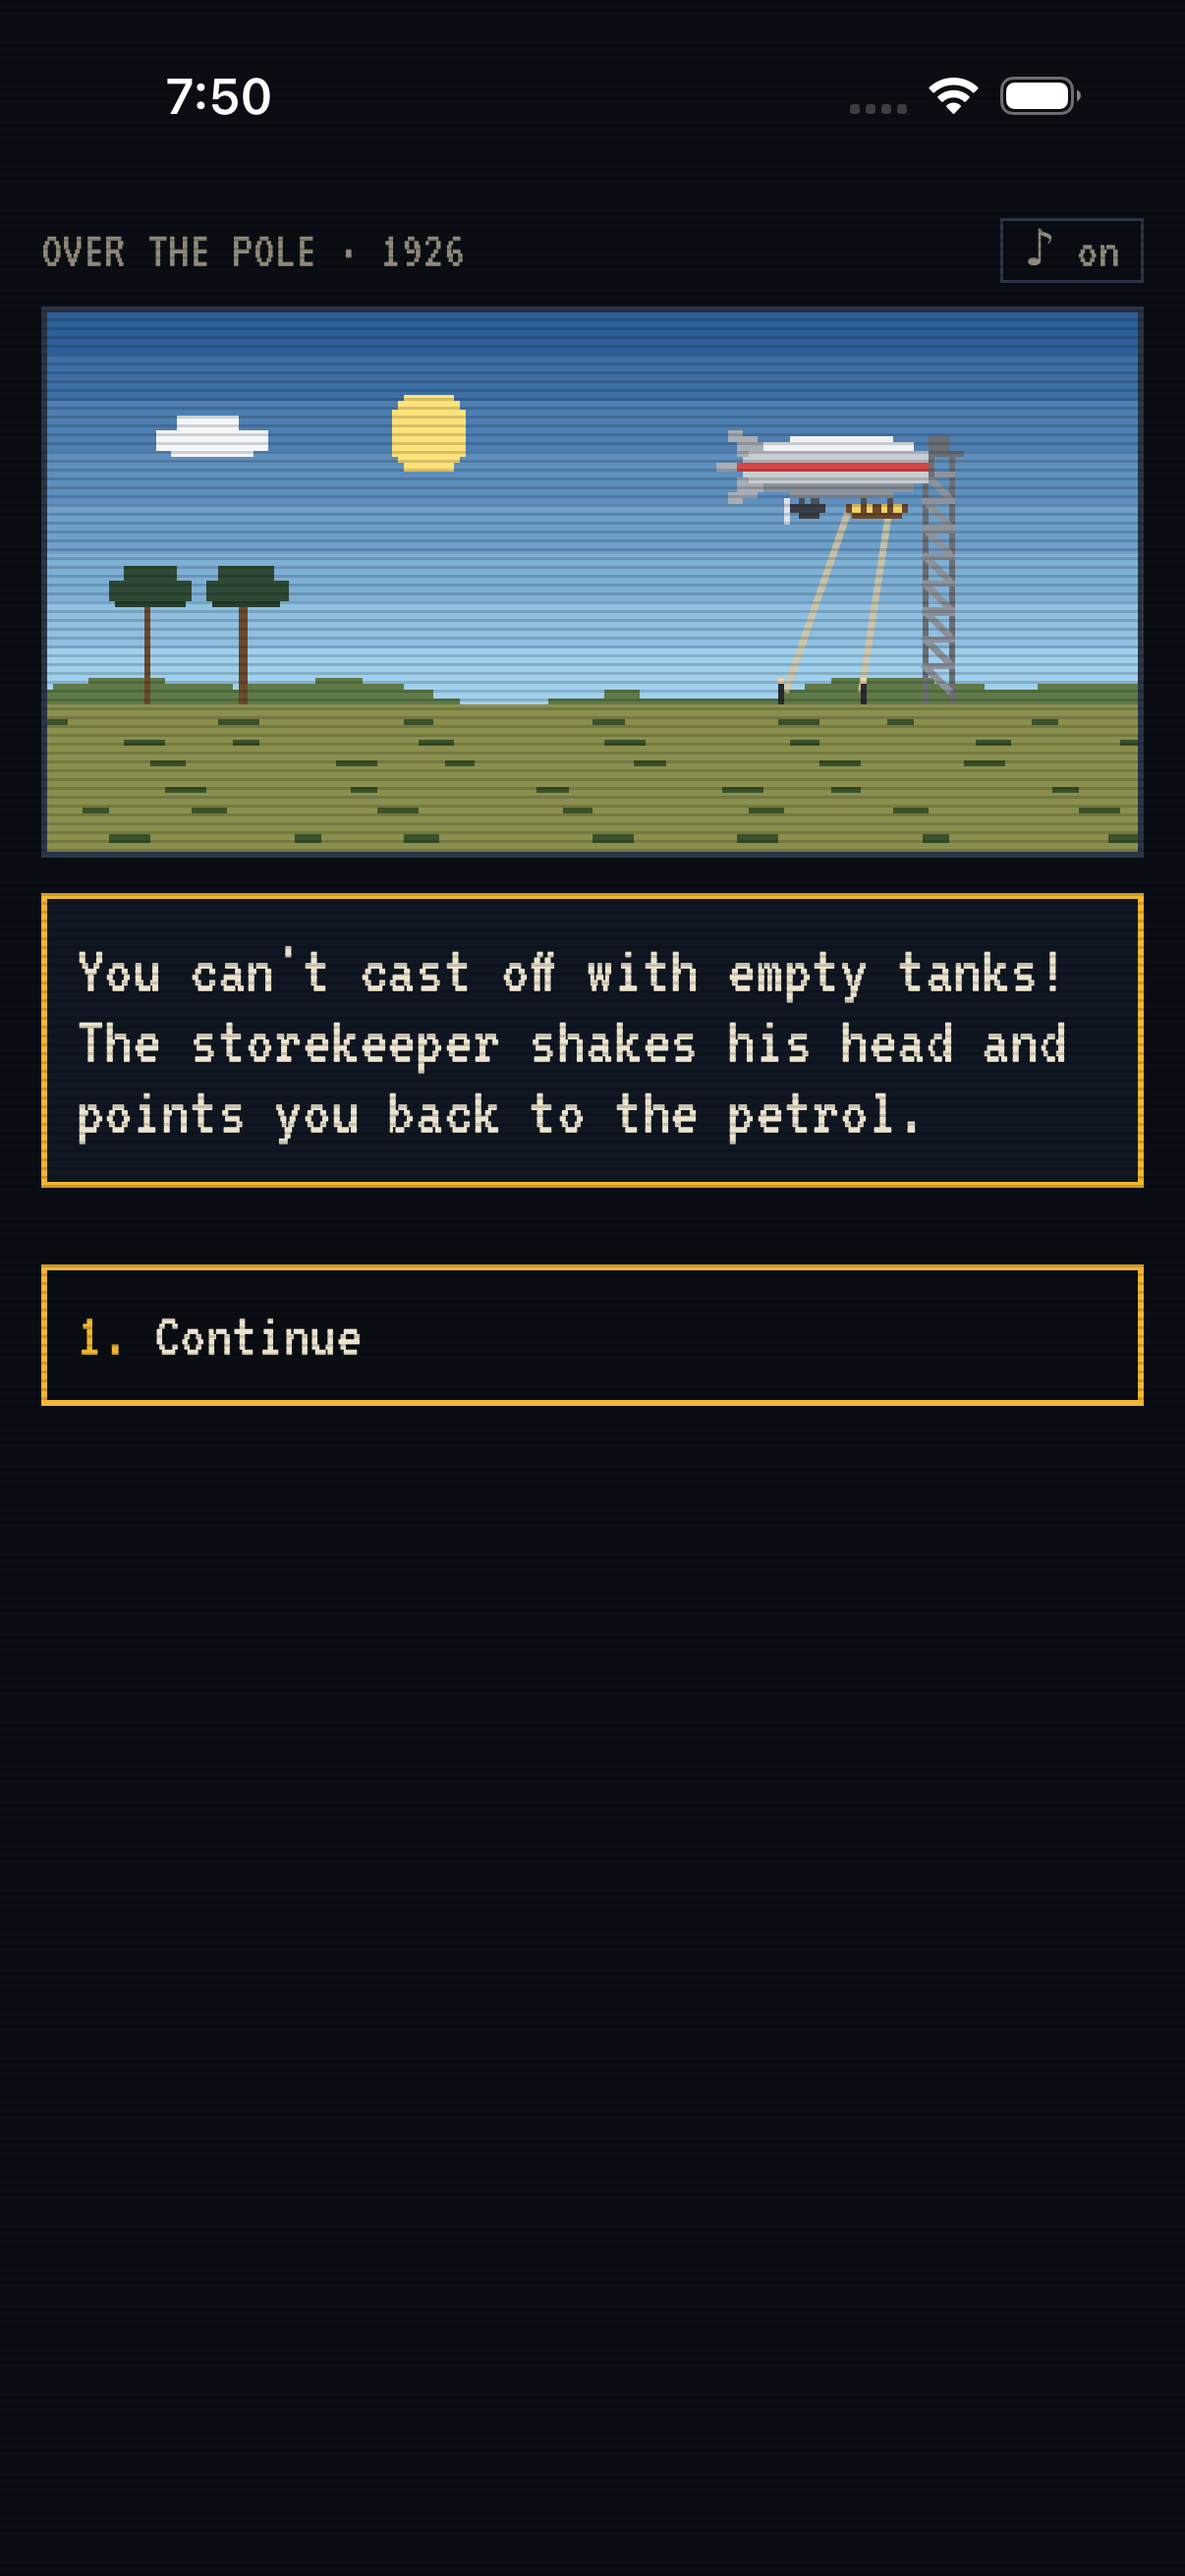 7:50
OVER THE POLE · 1926
♪ on
You can't cast off with empty tanks!
The storekeeper shakes his head and
points you back to the petrol.
1. Continue